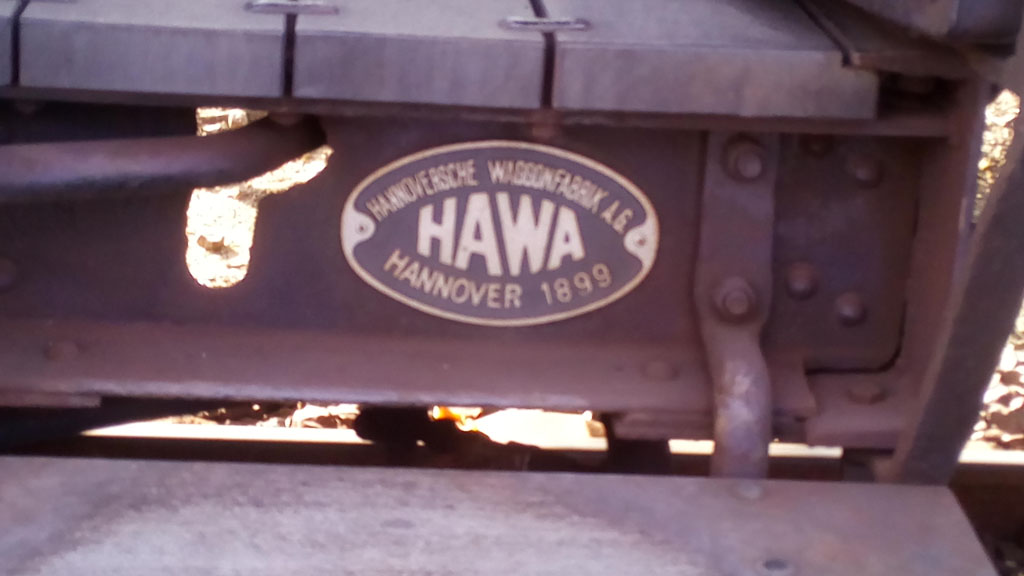 HANNOVERSCHE WAGGONFABRIK A.G.
HAWA
HANNOVER 1899